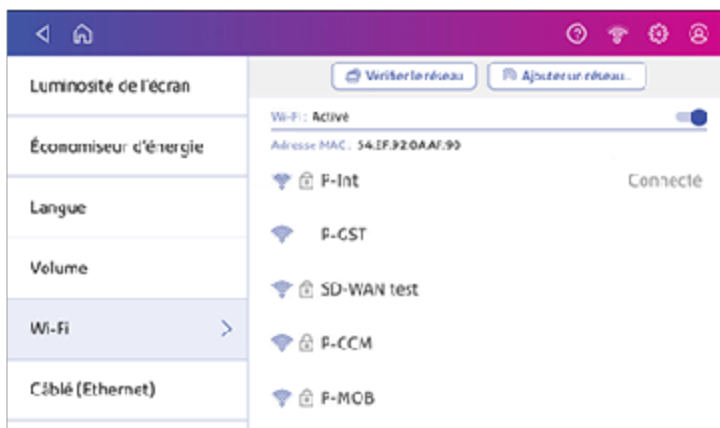 Vérifier le réseau
Ajouter un réseau...
Luminosité de l'écran
Économiseur d'énergie
Langue
Volume
Wi-Fi
Câblé (Ethernet)
Wi-Fi : Activé
Adresse MAC : 54.EF.92.0A.AF.90
P-Int
Connecté
P-GST
SD-WAN test
P-CCM
P-MOB